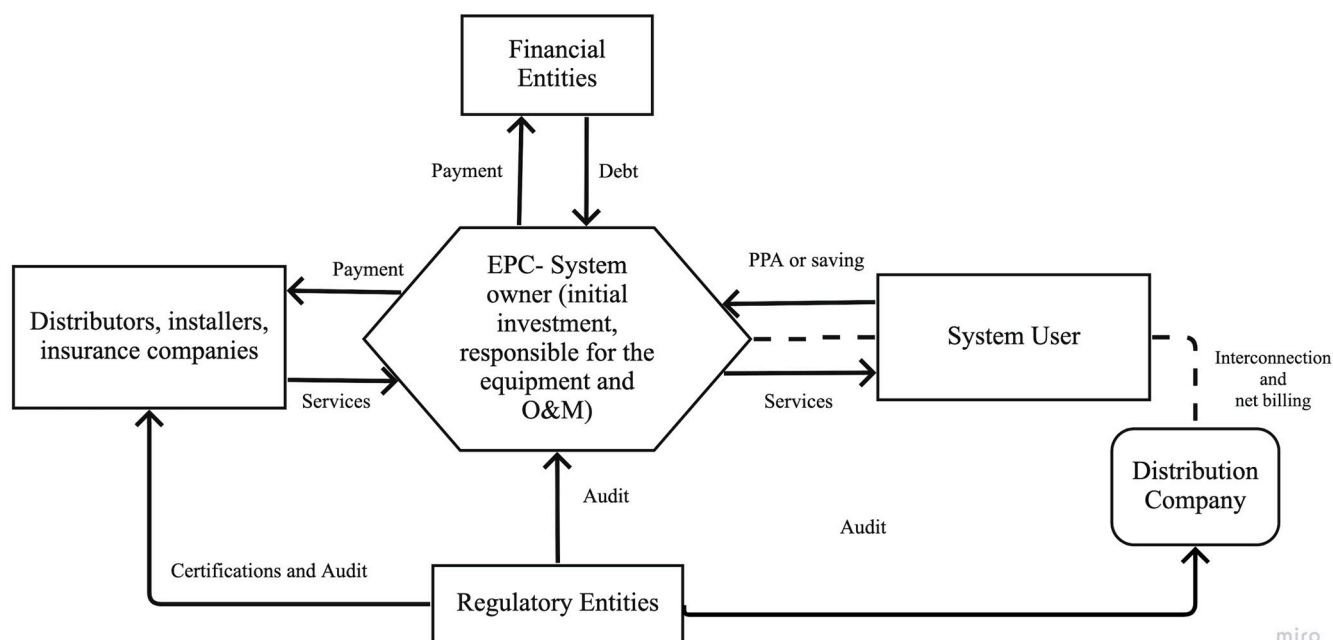 Financial
Entities
Payment
Debt
EPC- System
owner (initial
investment,
responsible for the
equipment and
O&M)
Payment
Distributors, installers,
insurance companies
Services
PPA or saving
System User
Services
Interconnection
and
net billing
Distribution
Company
Audit
Audit
Certifications and Audit
Regulatory Entities
miro